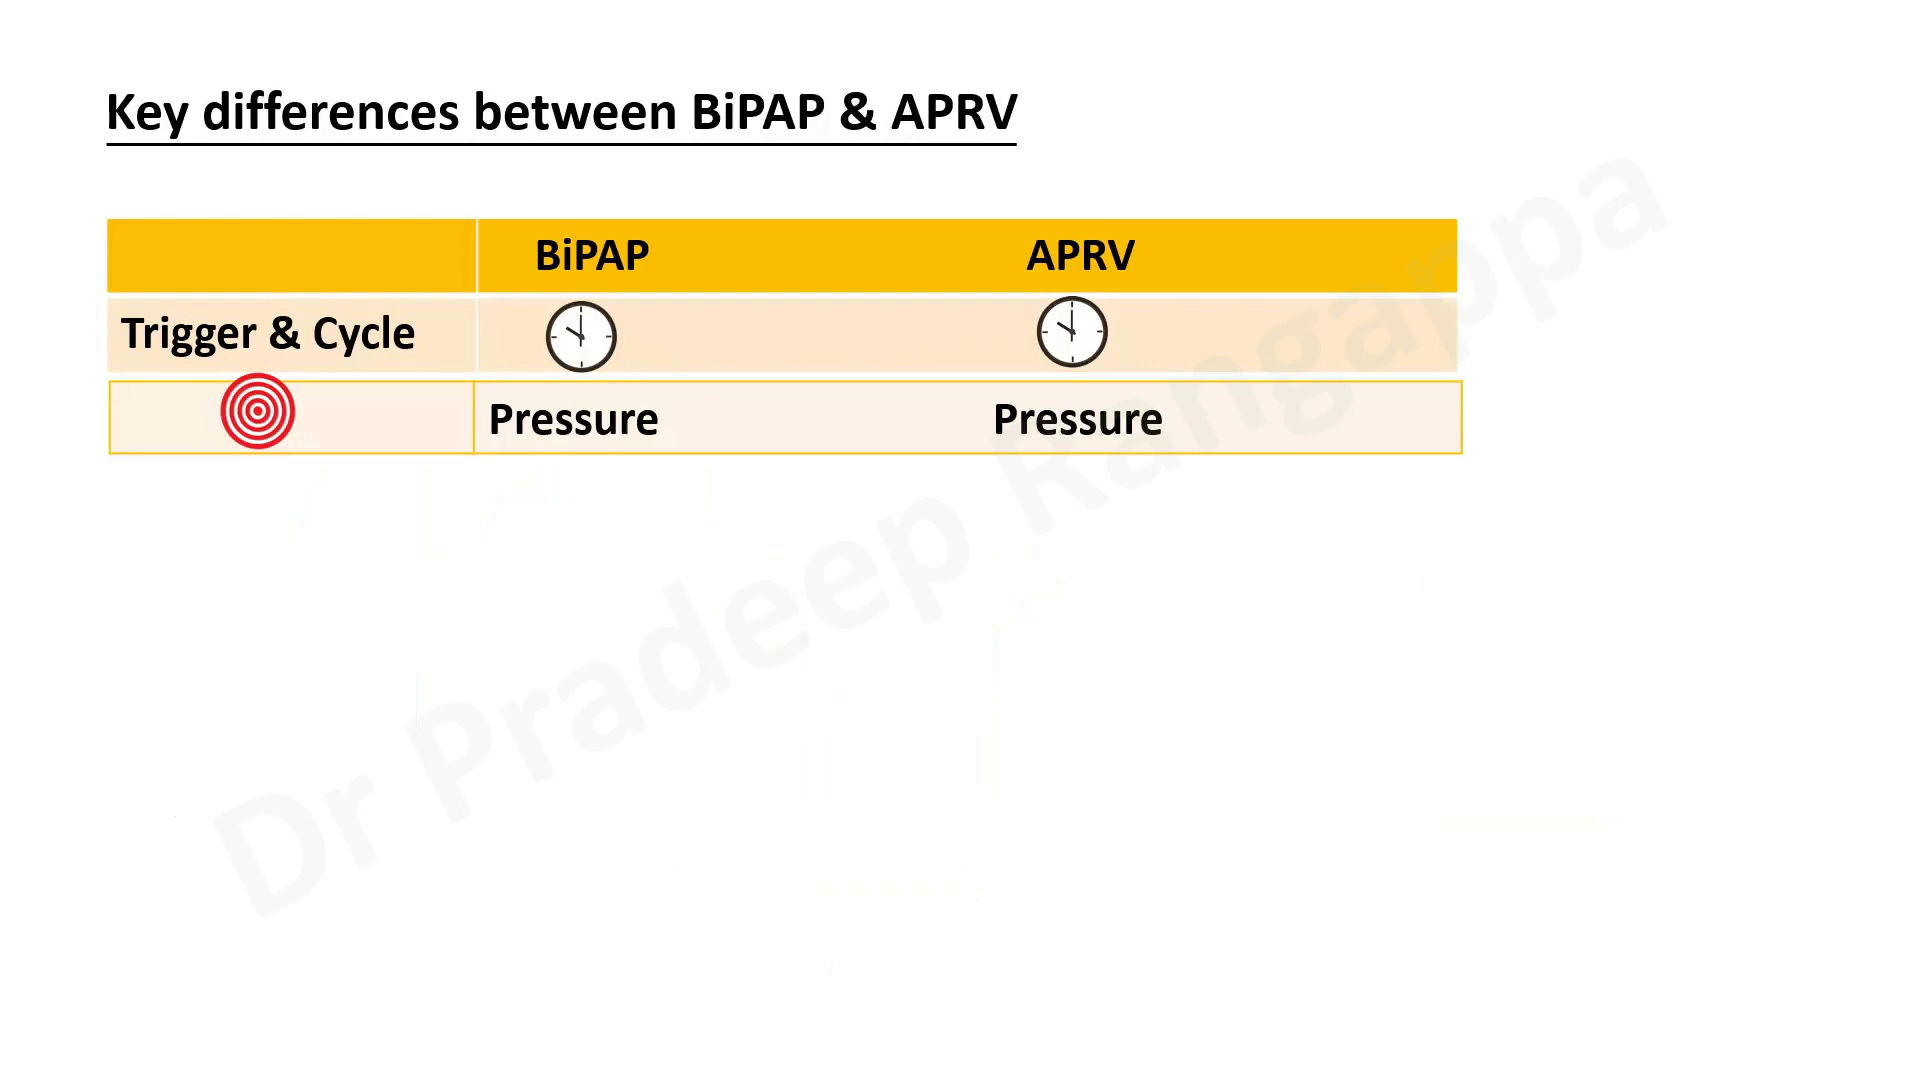 Key differences between BiPAP & APRV
BiPAP APRV
Trigger & Cycle
Pressure Pressure
Dr Pradeep Rangappa